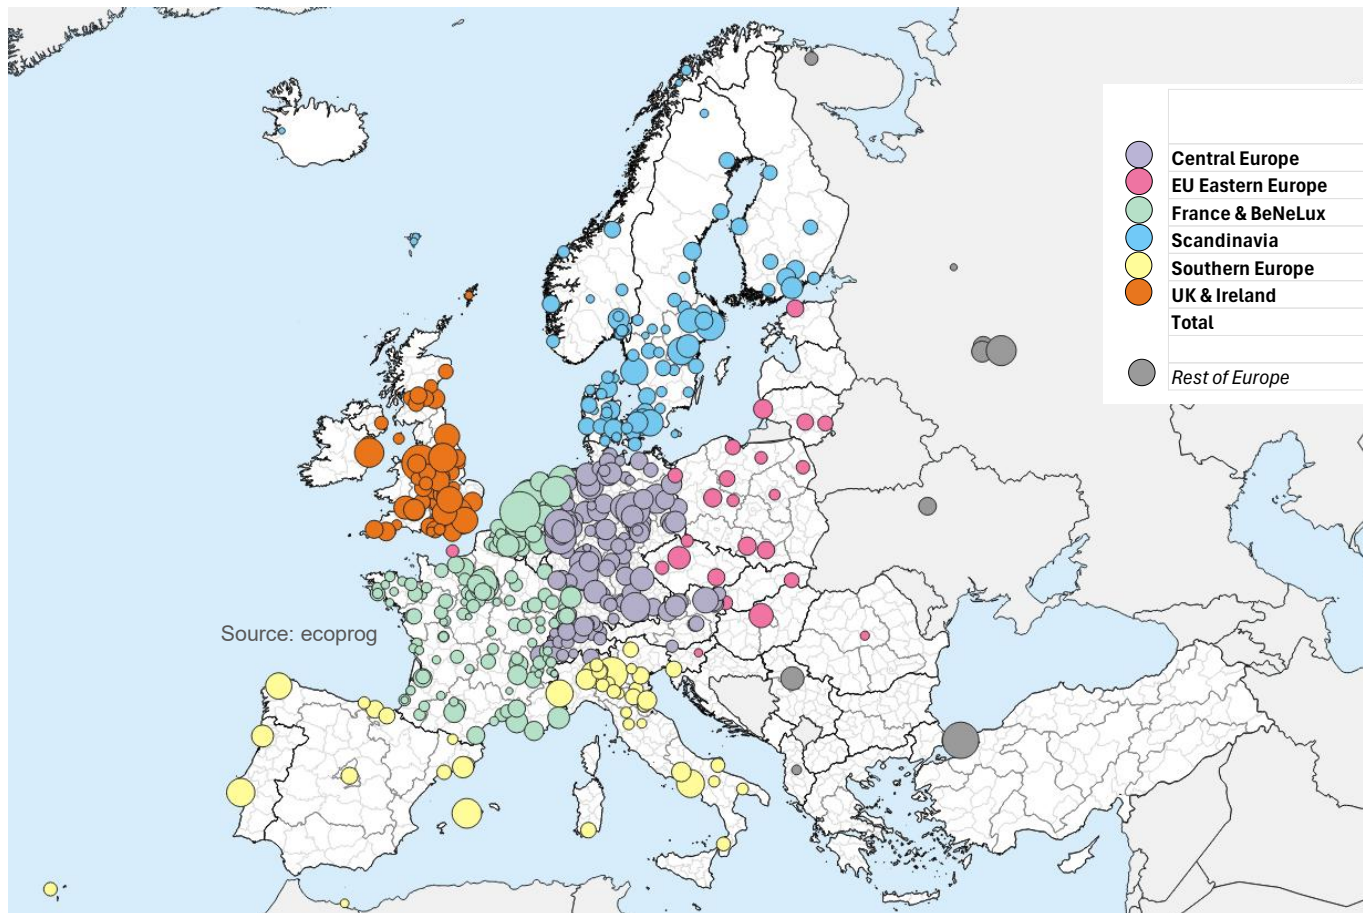 Central Europe
EU Eastern Europe
France & BeNeLux
Scandinavia
Southern Europe
UK & Ireland
Total
Rest of Europe
Source: ecoprog